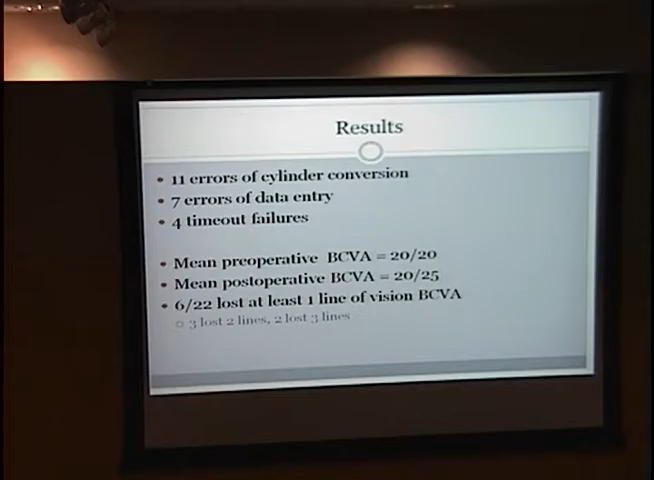 Results
• 11 errors of cylinder conversion
• 7 errors of data entry
• 4 timeout failures
• Mean preoperative BCVA = 20/20
• Mean postoperative BCVA = 20/25
• 6/22 lost at least 1 line of vision BCVA
○ 3 lost 2 lines, 2 lost 3 lines